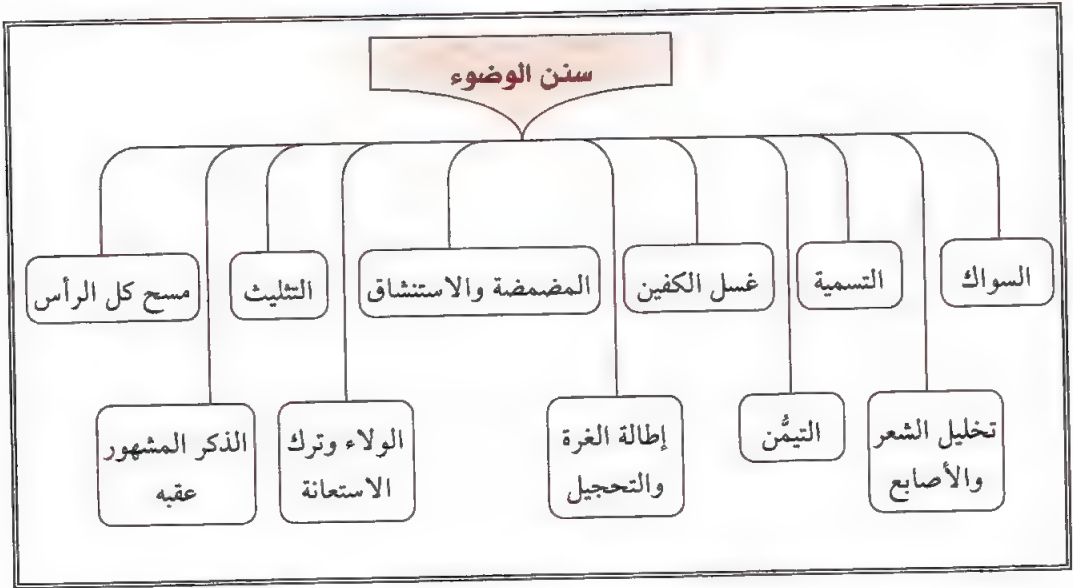 سنن الوضوء
السواك
التسمية
غسل الكفين
المضمضة والاستنشاق
التثليث
مسح كل الرأس
تخليل الشعر
والأصابع
التيمُّن
إطالة الغرة
والتحجيل
الولاء وترك
الاستعانة
الذكر المشهور
عقبه